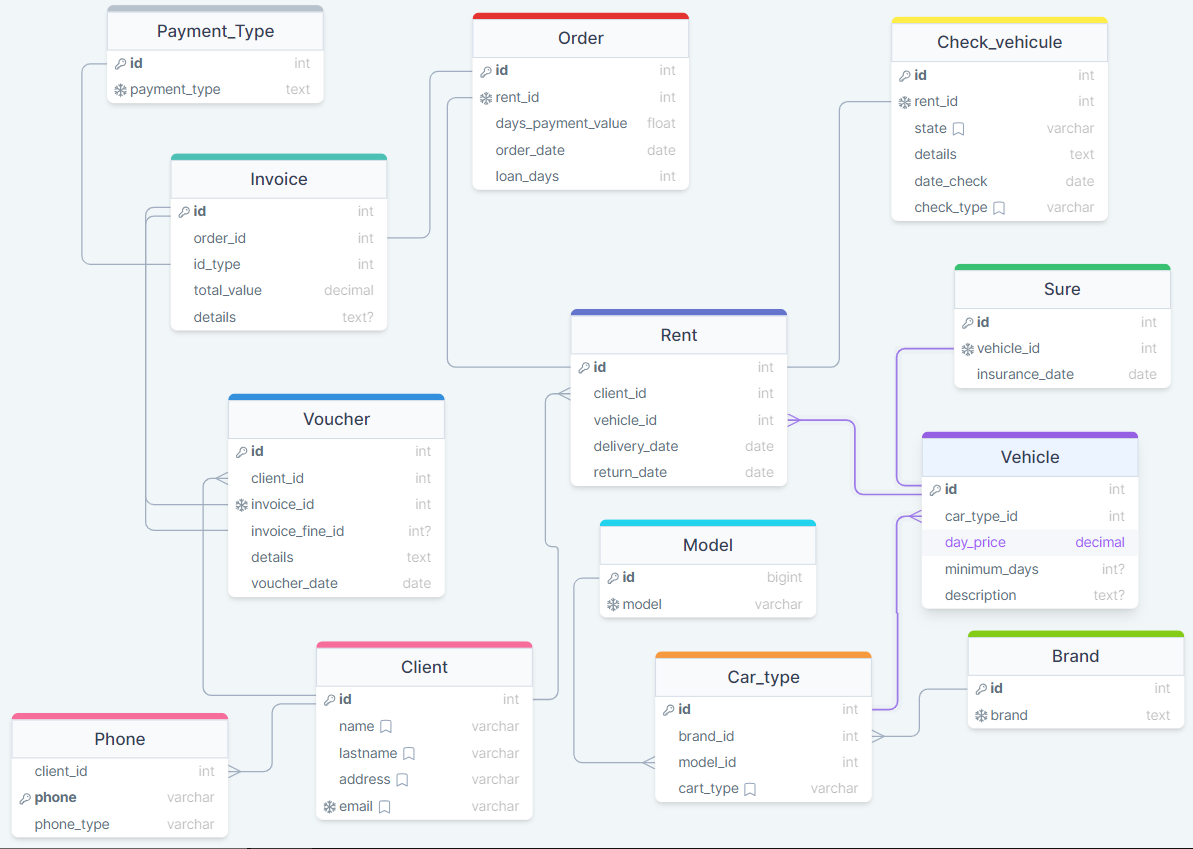 Payment_Type
id int
payment_type text
Order
id int
rent_id int
days_payment_value float
order_date date
loan_days int
Check_vehicule
id int
rent_id int
state varchar
details text
date_check date
check_type varchar
Invoice
id int
order_id int
id_type int
total_value decimal
details text?
Sure
id int
vehicle_id int
insurance_date date
Rent
id int
client_id int
vehicle_id int
delivery_date date
return_date date
Voucher
id int
client_id int
invoice_id int
invoice_fine_id int?
details text
voucher_date date
Vehicle
id int
car_type_id int
day_price decimal
minimum_days int?
description text?
Model
id bigint
model varchar
Brand
id int
brand text
Client
id int
name varchar
lastname varchar
address varchar
email varchar
Car_type
id int
brand_id int
model_id int
cart_type varchar
Phone
client_id int
phone varchar
phone_type varchar